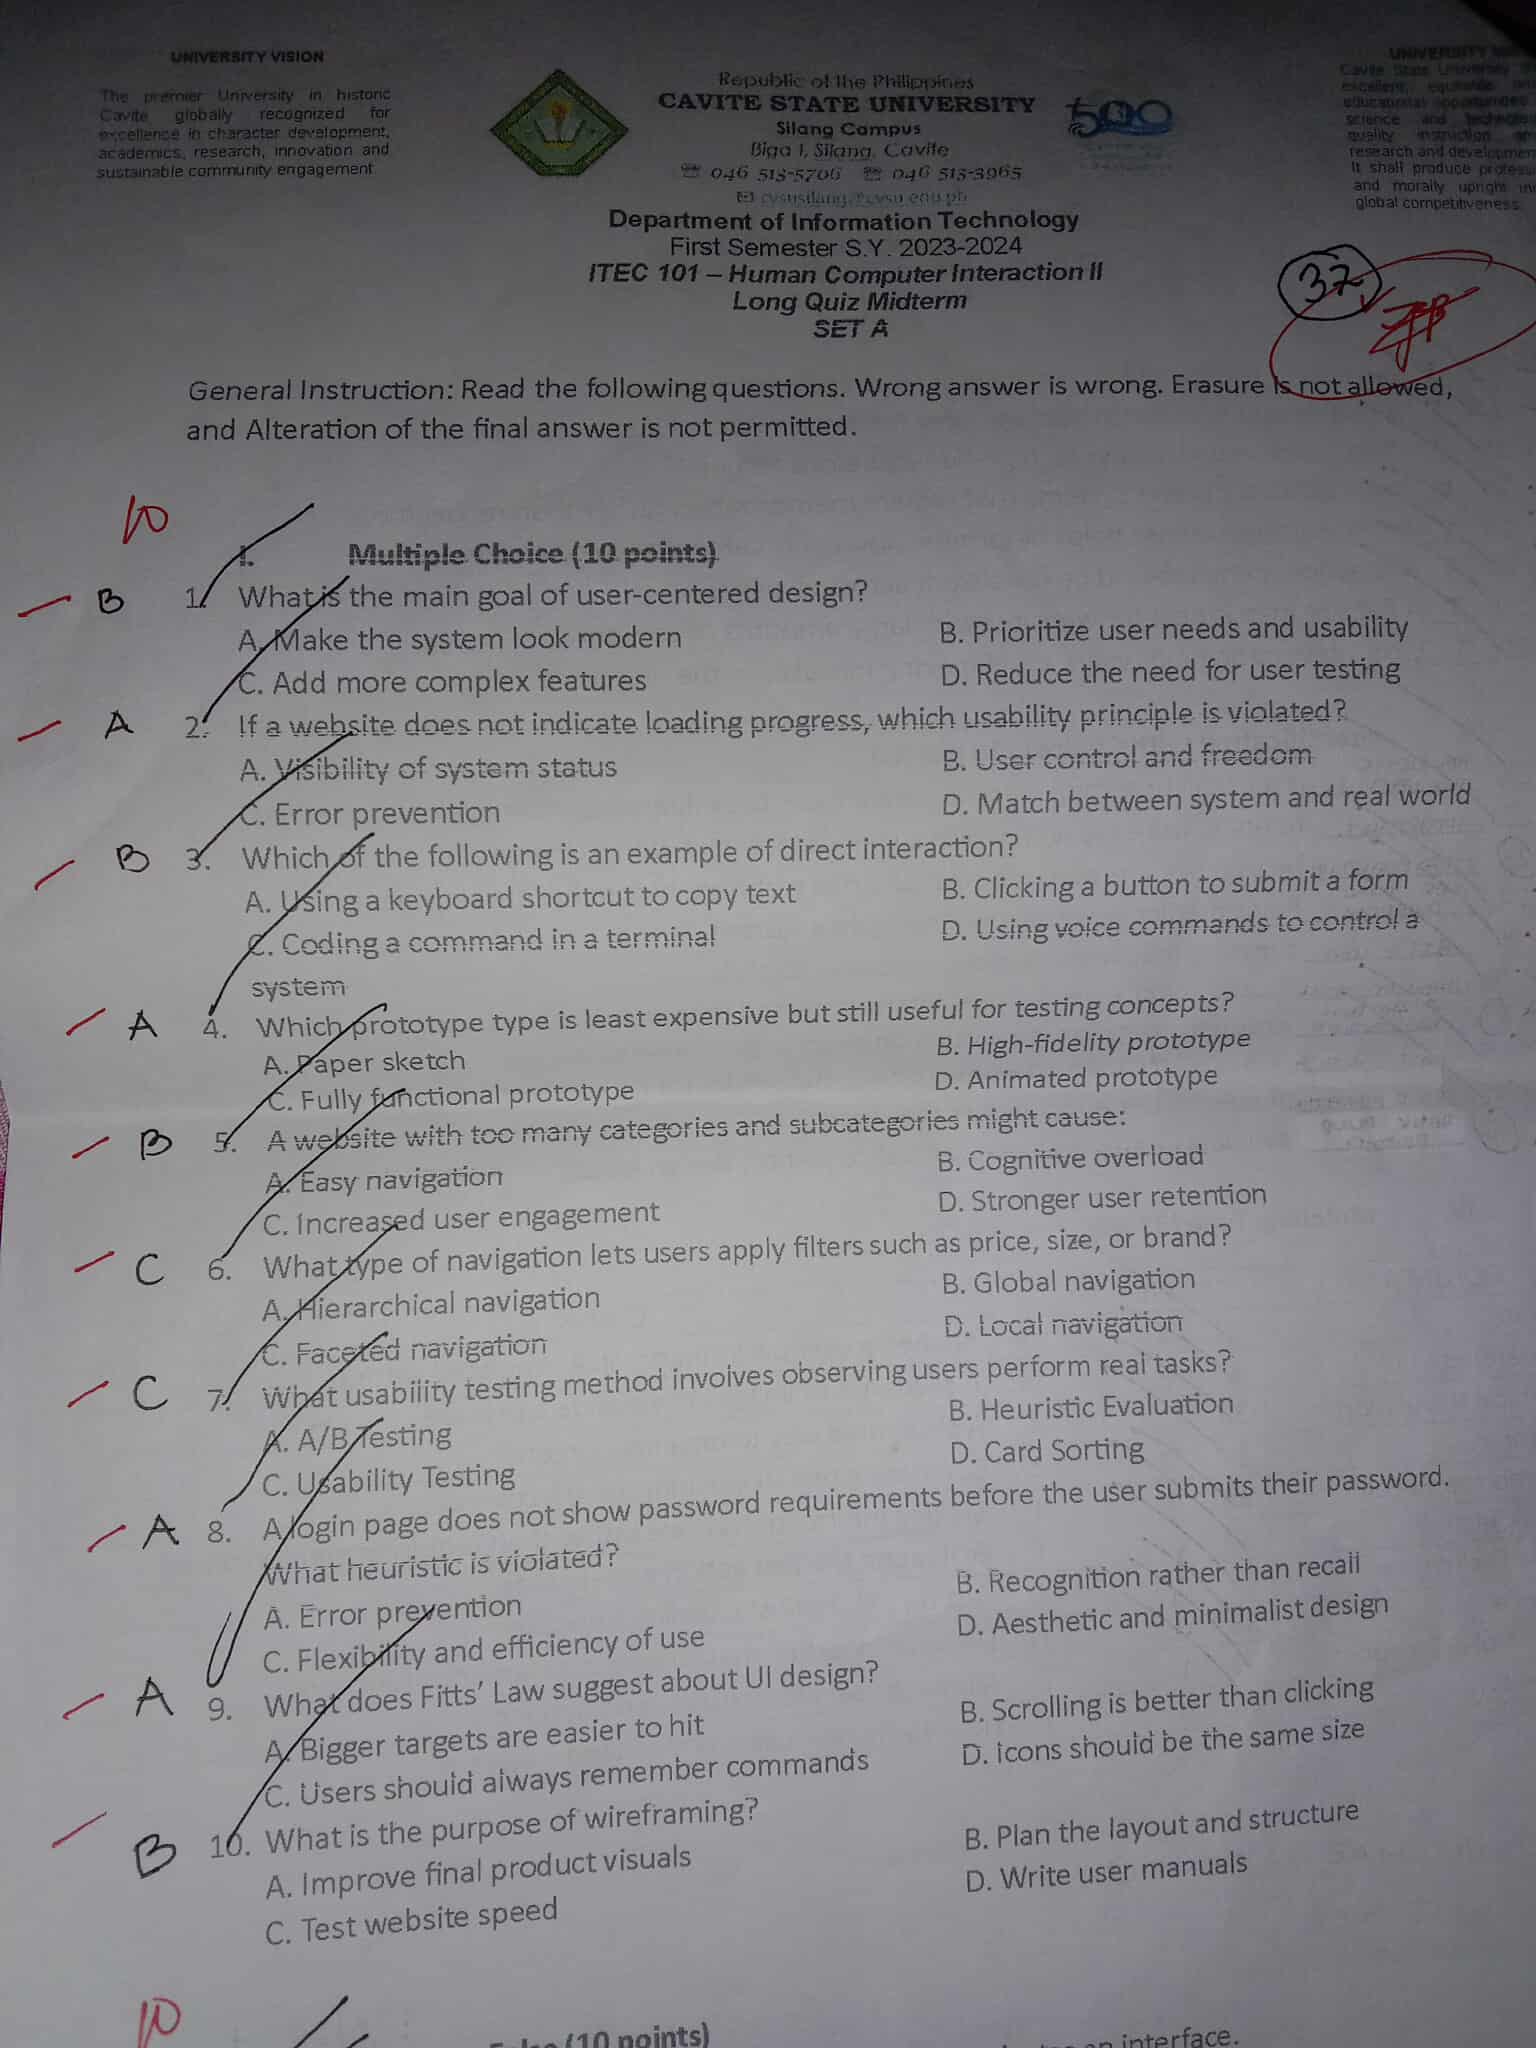 UNIVERSITY VISION
The premier University in historic
Cavite globally recognized for
excellence in character development,
academics, research, innovation and
sustainable community engagement
Republic of the Philippines
CAVITE STATE UNIVERSITY
Silang Campus
Biga 1, Silang, Cavite
☎ 046 513-5706 ☎ 046 513-3965
✉ cvsusilang@cvsu.edu.ph
500
Department of Information Technology
First Semester S.Y. 2023-2024
ITEC 101 – Human Computer Interaction II
Long Quiz Midterm
SET A
UNIVERSITY
Cavite State University
excellent, equitable
educational opportunities
science and
quality instruction
research and development
It shall produce
and morally upright
global competitiveness.
37
General Instruction: Read the following questions. Wrong answer is wrong. Erasure is not allowed,
and Alteration of the final answer is not permitted.
10
I. Multiple Choice (10 points)
B 1. What is the main goal of user-centered design?
A. Make the system look modern B. Prioritize user needs and usability
C. Add more complex features D. Reduce the need for user testing
A 2. If a website does not indicate loading progress, which usability principle is violated?
A. Visibility of system status B. User control and freedom
C. Error prevention D. Match between system and real world
B 3. Which of the following is an example of direct interaction?
A. Using a keyboard shortcut to copy text B. Clicking a button to submit a form
C. Coding a command in a terminal D. Using voice commands to control a
system
A 4. Which prototype type is least expensive but still useful for testing concepts?
A. Paper sketch B. High-fidelity prototype
C. Fully functional prototype D. Animated prototype
B 5. A website with too many categories and subcategories might cause:
A. Easy navigation B. Cognitive overload
C. Increased user engagement D. Stronger user retention
C 6. What type of navigation lets users apply filters such as price, size, or brand?
A. Hierarchical navigation B. Global navigation
C. Faceted navigation D. Local navigation
C 7. What usability testing method involves observing users perform real tasks?
A. A/B Testing B. Heuristic Evaluation
C. Usability Testing D. Card Sorting
A 8. A login page does not show password requirements before the user submits their password.
What heuristic is violated?
A. Error prevention B. Recognition rather than recall
C. Flexibility and efficiency of use D. Aesthetic and minimalist design
A 9. What does Fitts’ Law suggest about UI design?
A. Bigger targets are easier to hit B. Scrolling is better than clicking
C. Users should always remember commands D. Icons should be the same size
B 10. What is the purpose of wireframing?
A. Improve final product visuals B. Plan the layout and structure
C. Test website speed D. Write user manuals
10
(10 points)
an interface.